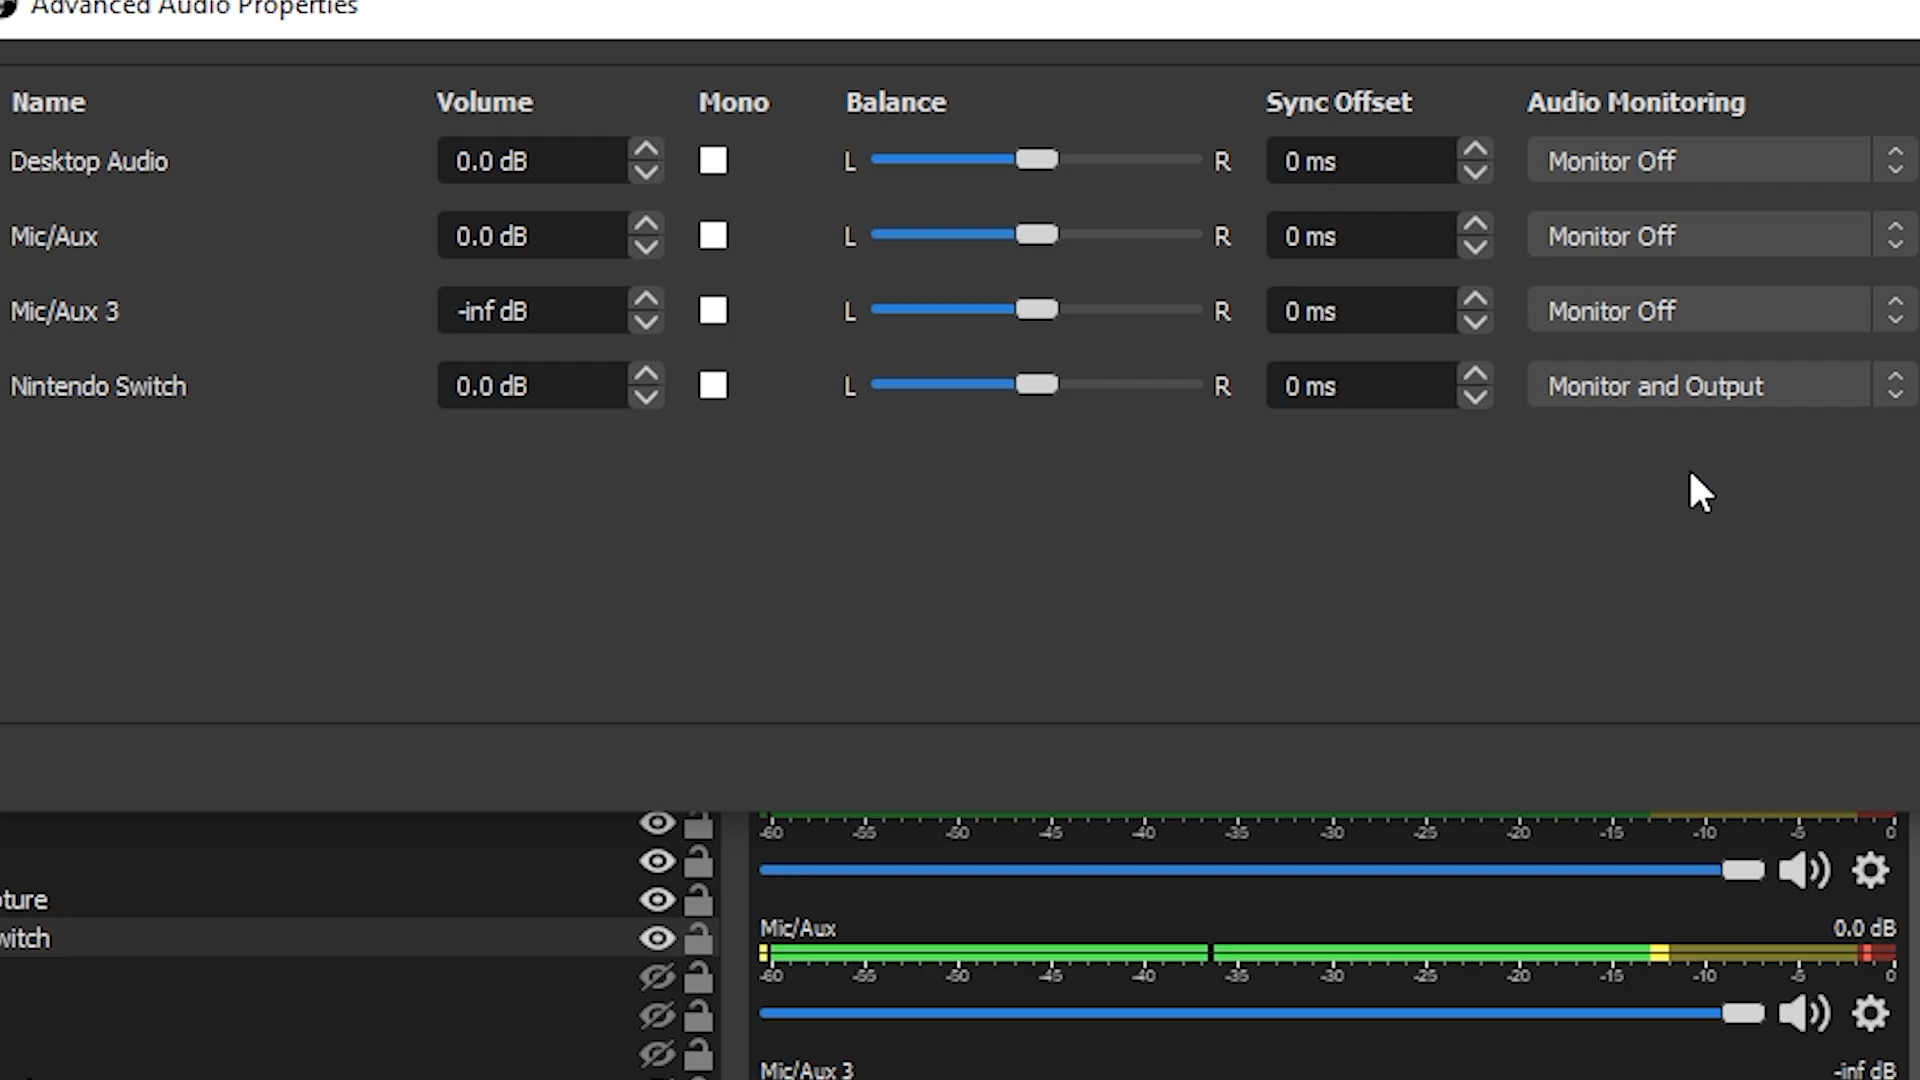 Advanced Audio Properties
Name Volume Mono Balance Sync Offset Audio Monitoring
Desktop Audio 0.0 dB L R 0 ms Monitor Off
Mic/Aux 0.0 dB L R 0 ms Monitor Off
Mic/Aux 3 -inf dB L R 0 ms Monitor Off
Nintendo Switch 0.0 dB L R 0 ms Monitor and Output
-60 -55 -50 -45 -40 -35 -30 -25 -20 -15 -10 -5 0
pture
Mic/Aux 0.0 dB
witch
-60 -55 -50 -45 -40 -35 -30 -25 -20 -15 -10 -5 0
Mic/Aux 3 -inf dB